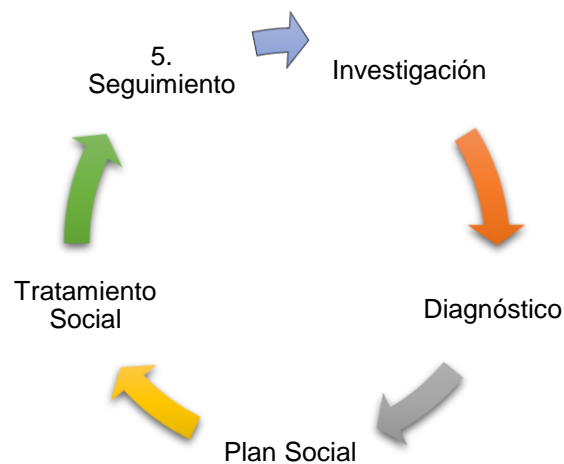 5.
Seguimiento
Investigación
Diagnóstico
Plan Social
Tratamiento
Social